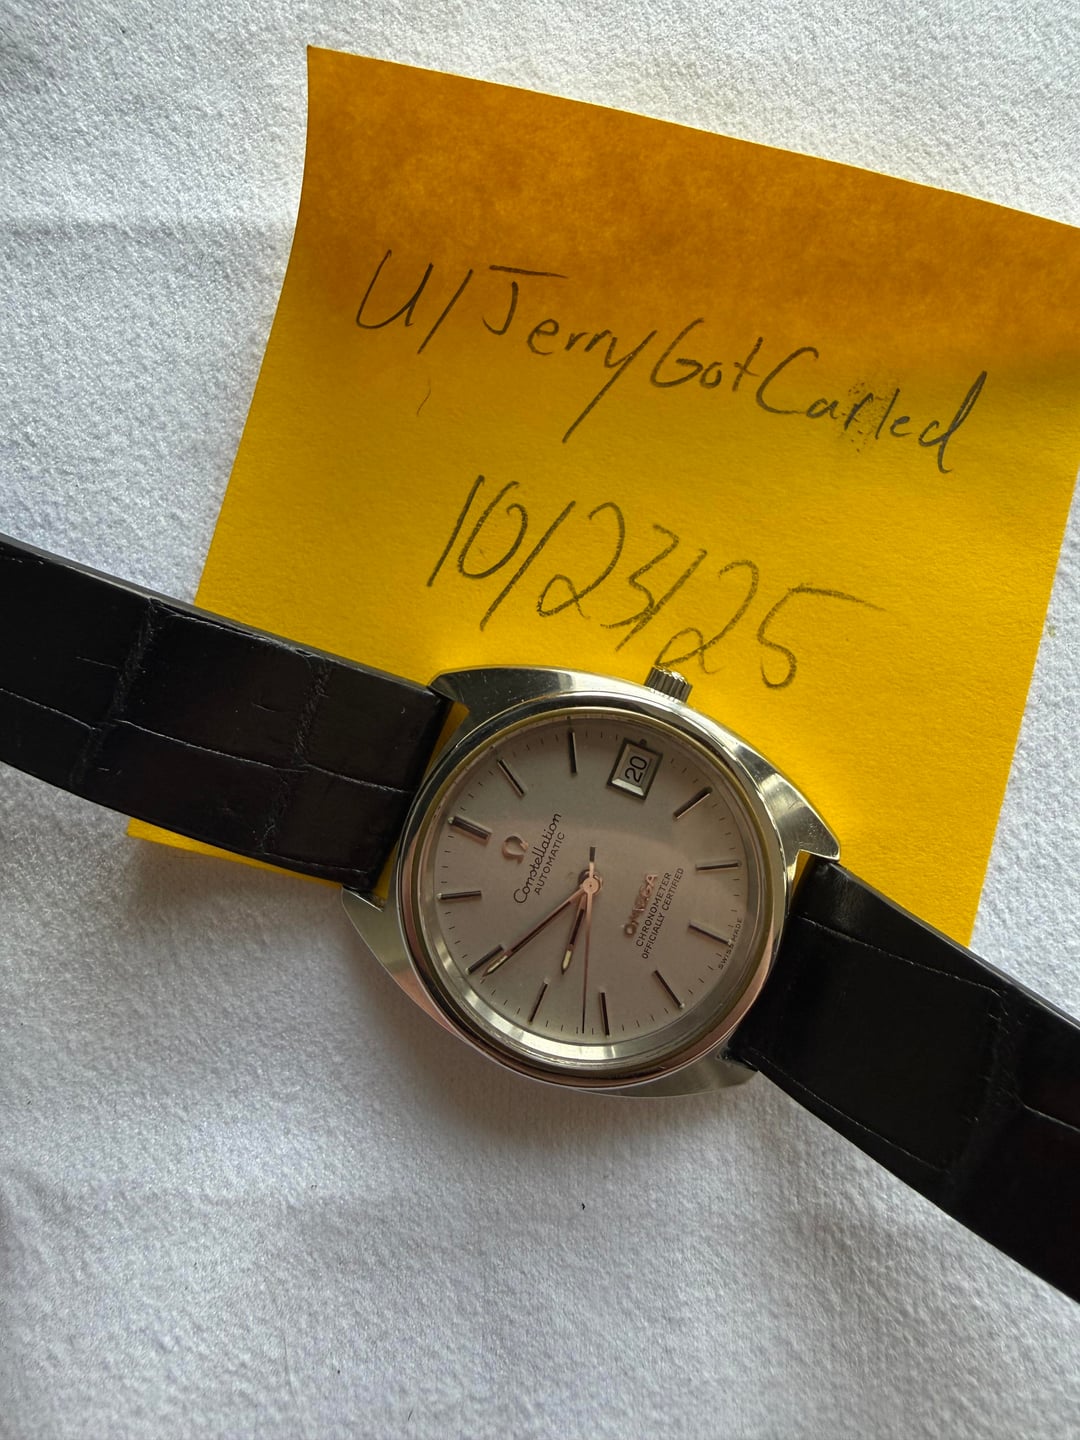 U/JerryGotCarled
10/23/25
20
Ω
Constellation
AUTOMATIC
OMEGA
CHRONOMETER
OFFICIALLY CERTIFIED
SWISS MADE